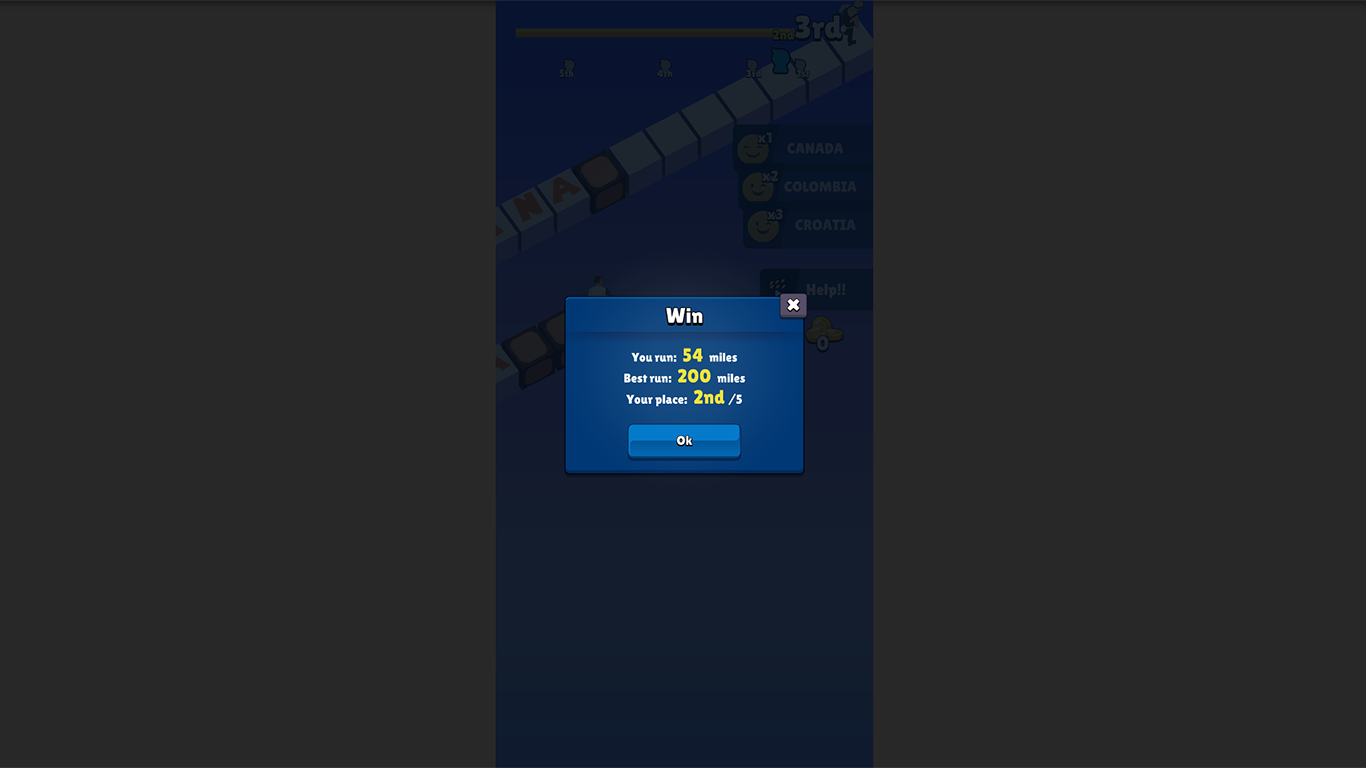 3rd
2nd
5th
4th
3rd
x1
CANADA
x2
COLOMBIA
x3
CROATIA
NA
Help!!
0
Win
You run: 54 miles
Best run: 200 miles
Your place: 2nd /5
Ok